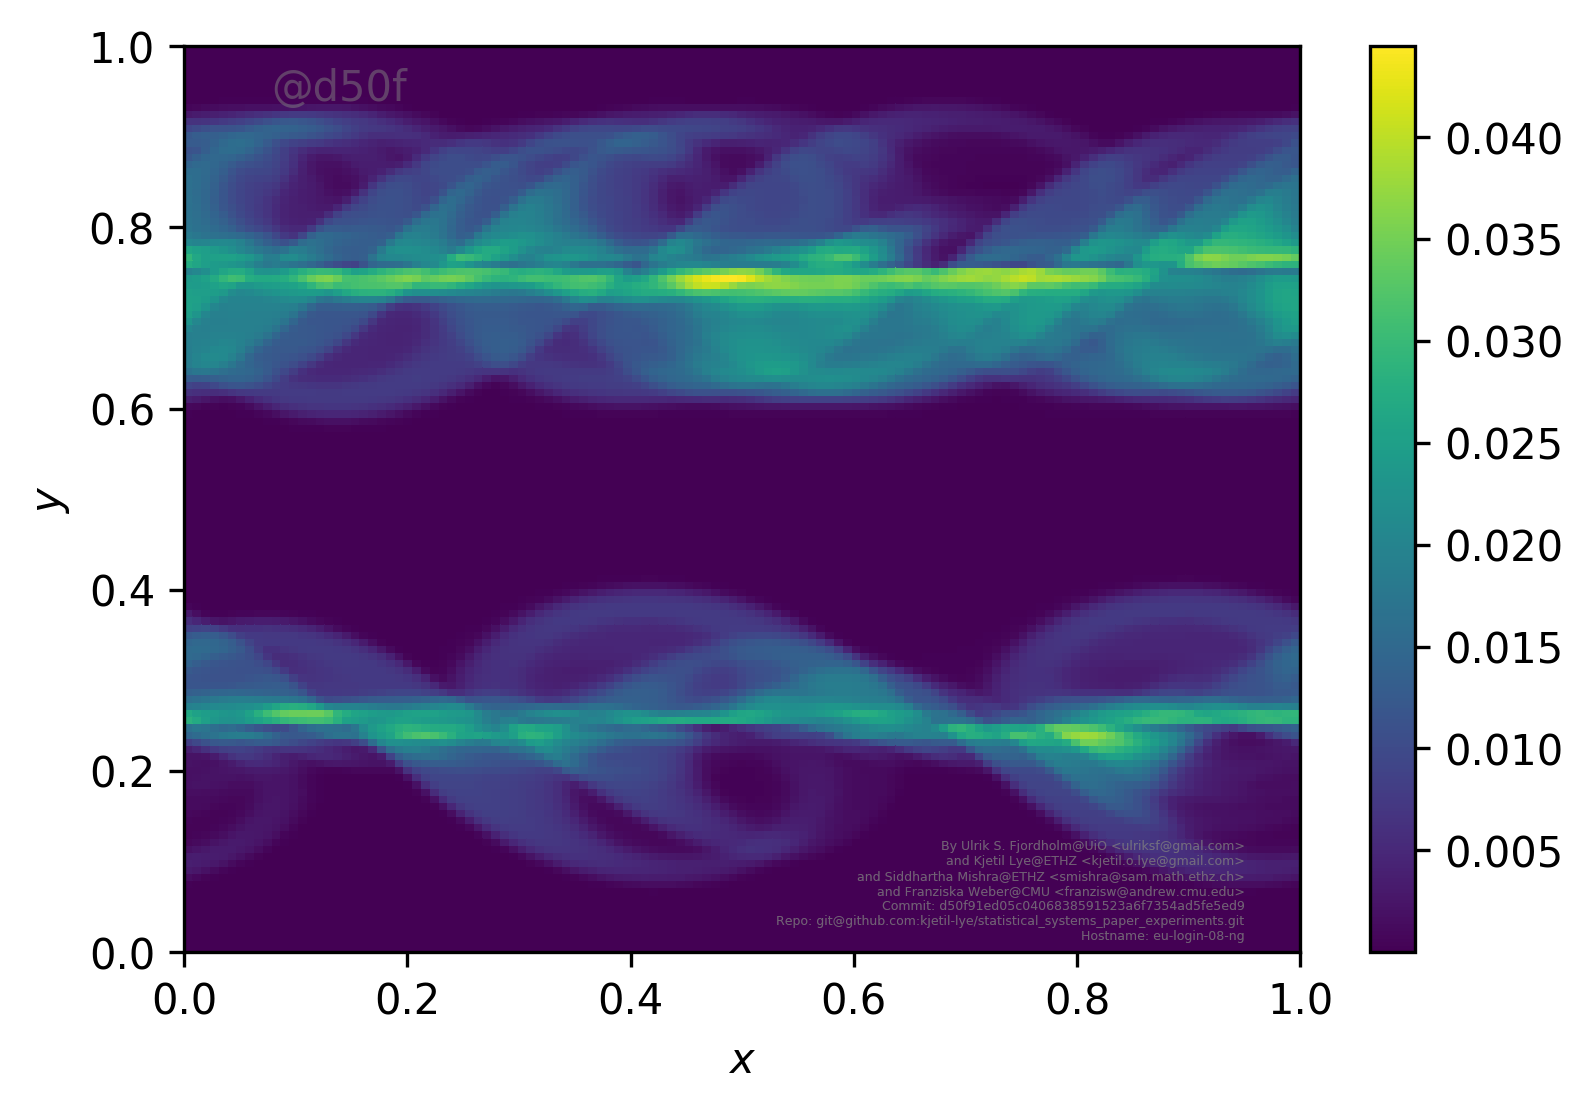 1.0
0.8
0.6
0.4
0.2
0.0
y
@d50f
By Ulrik S. Fjordholm@UiO <ulriksf@gmal.com>
and Kjetil Lye@ETHZ <kjetil.o.lye@gmail.com>
and Siddhartha Mishra@ETHZ <smishra@sam.math.ethz.ch>
and Franziska Weber@CMU <franzisw@andrew.cmu.edu>
Commit: d50f91ed05c0406838591523a6f7354ad5fe5ed9
Repo: git@github.com:kjetil-lye/statistical_systems_paper_experiments.git
Hostname: eu-login-08-ng
0.0 0.2 0.4 0.6 0.8 1.0
x
0.040
0.035
0.030
0.025
0.020
0.015
0.010
0.005